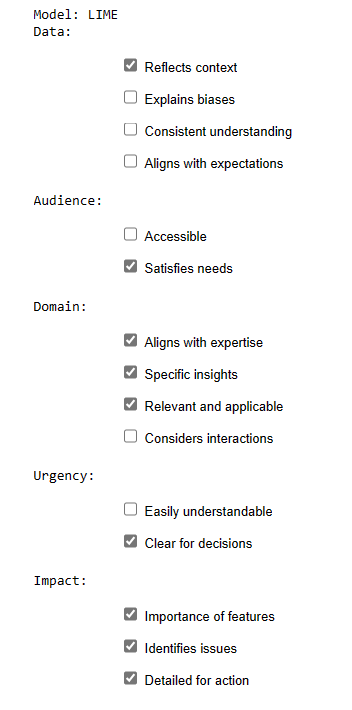 Model: LIME
Data:
Reflects context
Explains biases
Consistent understanding
Aligns with expectations
Audience:
Accessible
Satisfies needs
Domain:
Aligns with expertise
Specific insights
Relevant and applicable
Considers interactions
Urgency:
Easily understandable
Clear for decisions
Impact:
Importance of features
Identifies issues
Detailed for action